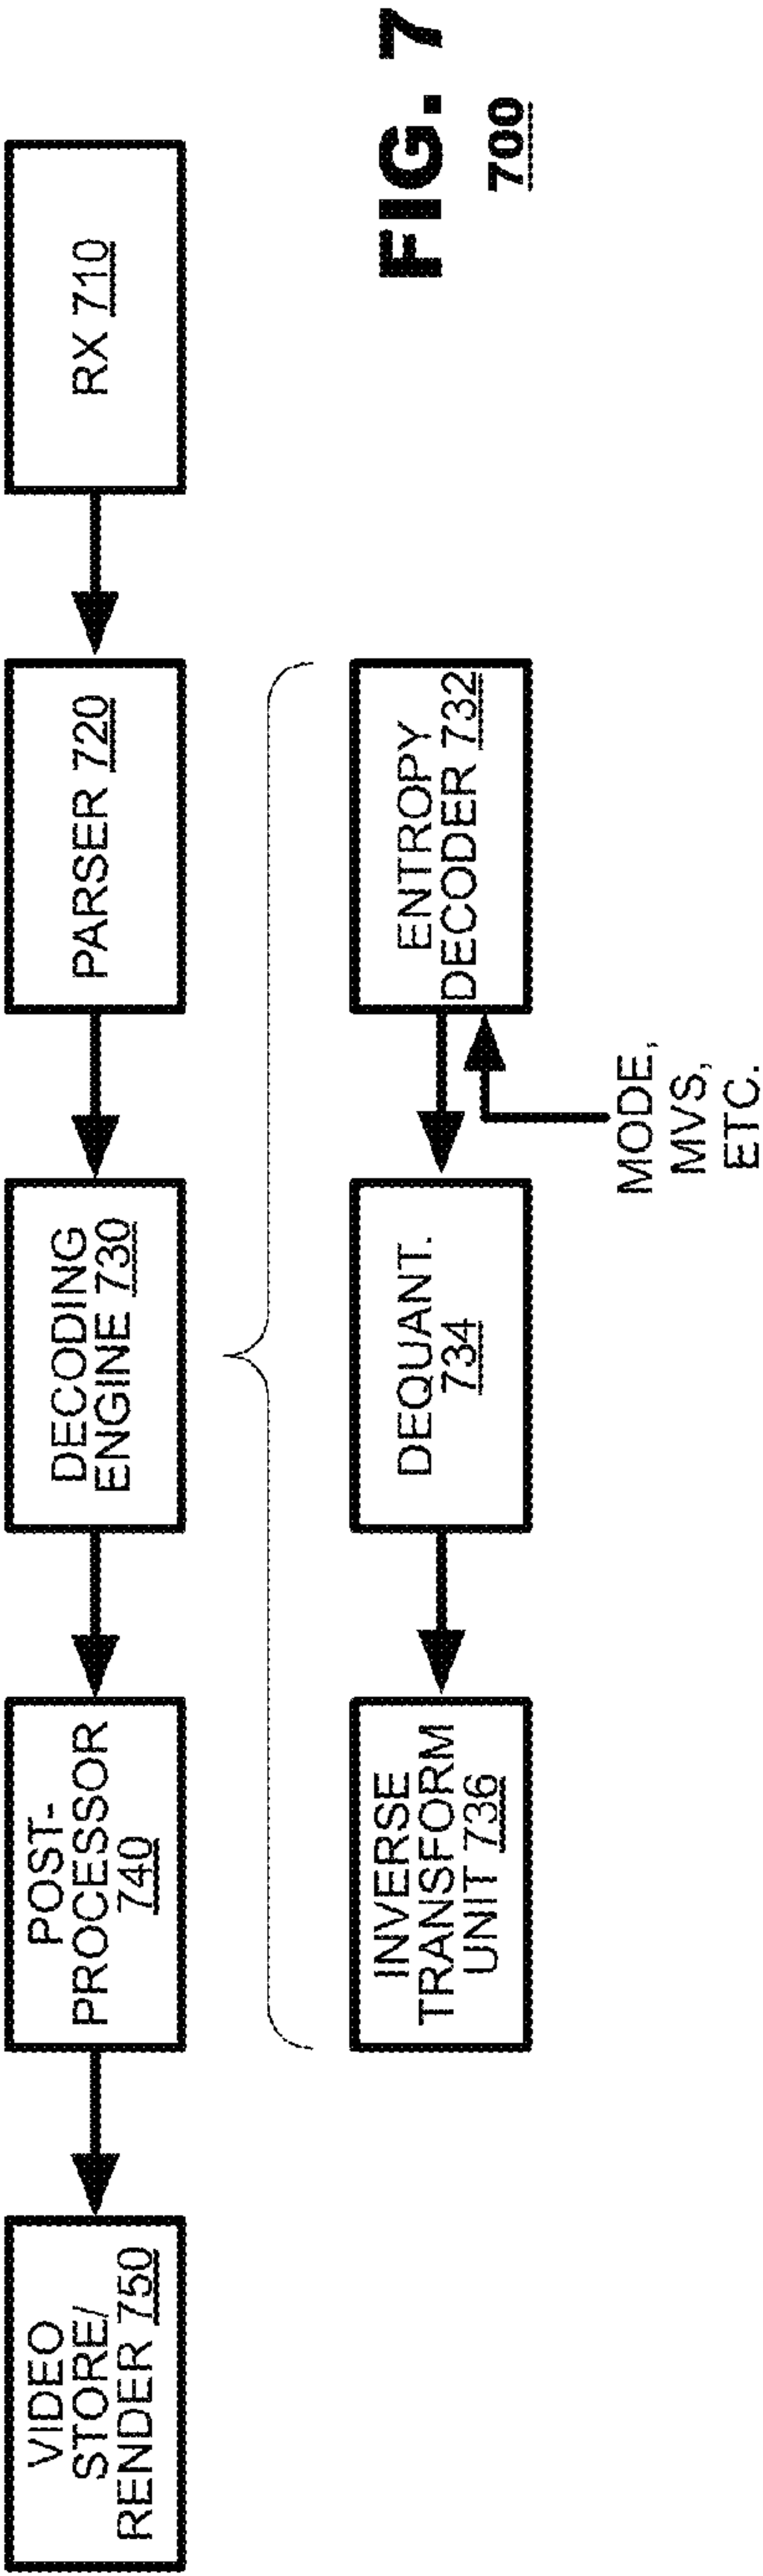 VIDEO
STORE/
RENDER 750
POST-
PROCESSOR
740
DECODING
ENGINE 730
PARSER 720
RX 710
INVERSE
TRANSFORM
UNIT 736
DEQUANT.
734
ENTROPY
DECODER 732
MODE,
MVS,
ETC.
FIG. 7
700